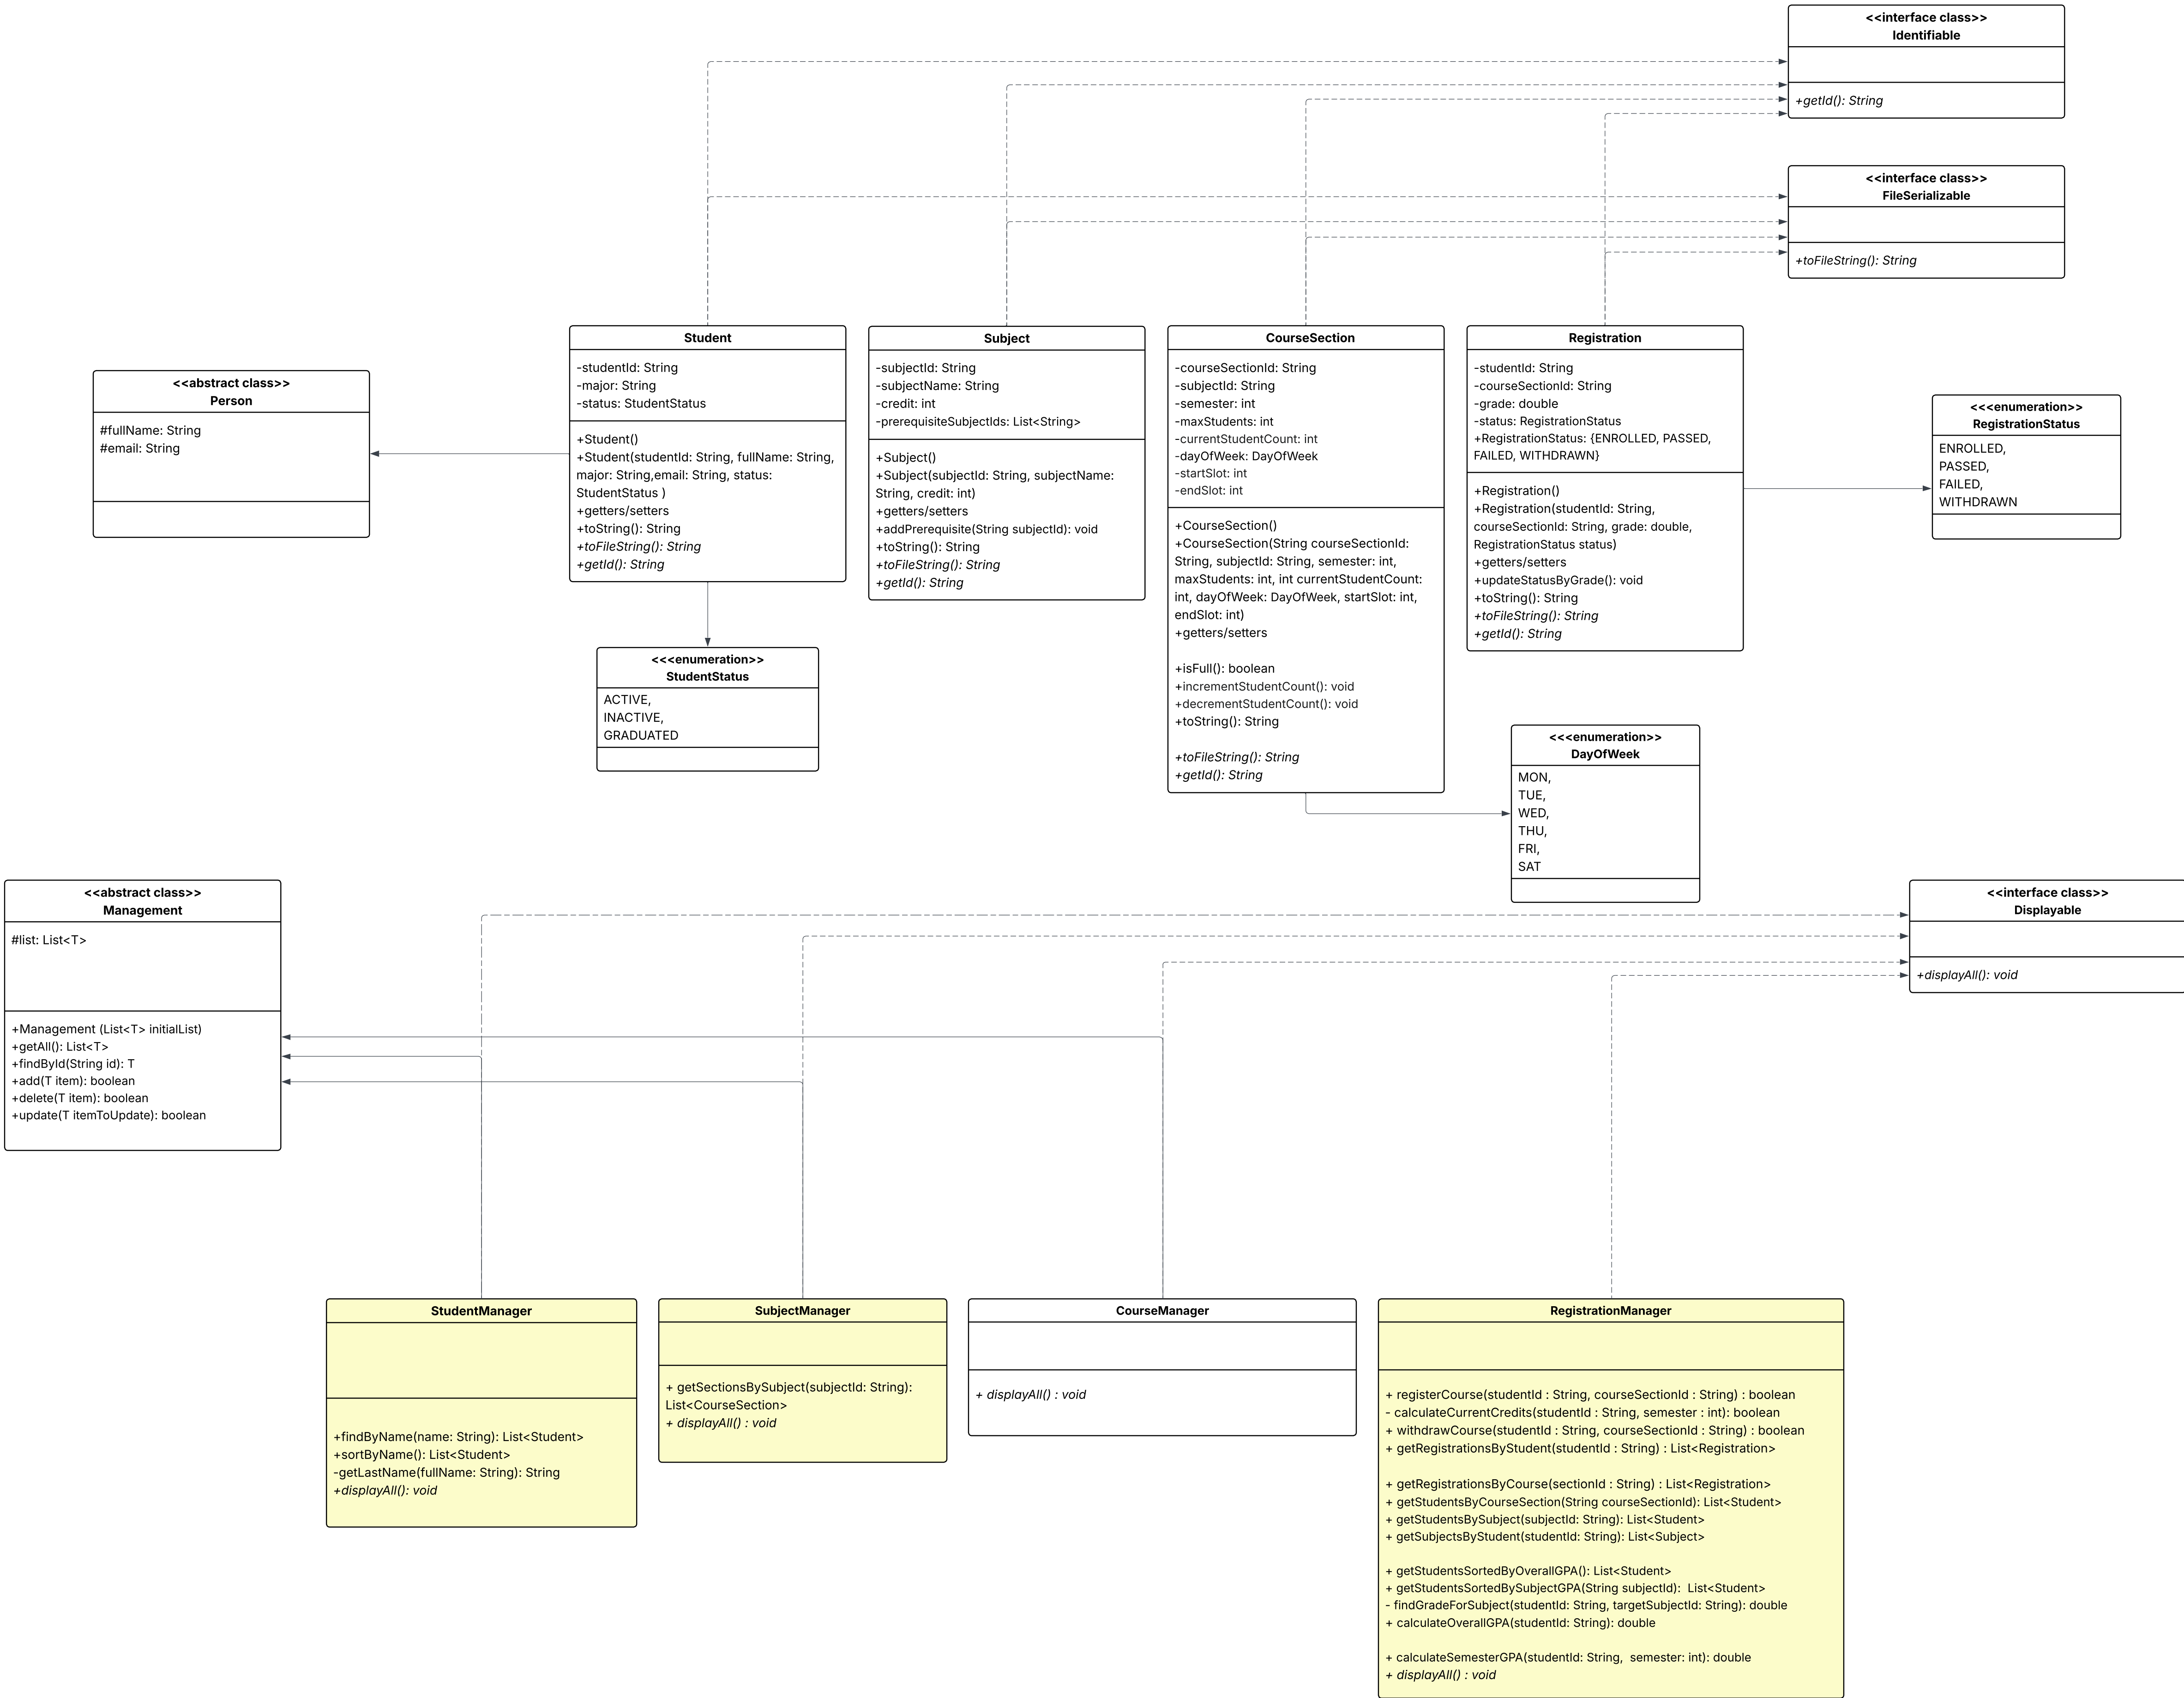 <<interface class>>
Identifiable
+getId(): String
<<interface class>>
FileSerializable
+toFileString(): String
<<abstract class>>
Person
#fullName: String
#email: String
Student
-studentId: String
-major: String
-status: StudentStatus
+Student()
+Student(studentId: String, fullName: String,
major: String,email: String, status:
StudentStatus )
+getters/setters
+toString(): String
+toFileString(): String
+getId(): String
Subject
-subjectId: String
-subjectName: String
-credit: int
-prerequisiteSubjectIds: List<String>
+Subject()
+Subject(subjectId: String, subjectName:
String, credit: int)
+getters/setters
+addPrerequisite(String subjectId): void
+toString(): String
+toFileString(): String
+getId(): String
CourseSection
-courseSectionId: String
-subjectId: String
-semester: int
-maxStudents: int
-currentStudentCount: int
-dayOfWeek: DayOfWeek
-startSlot: int
-endSlot: int
+CourseSection()
+CourseSection(String courseSectionId:
String, subjectId: String, semester: int,
maxStudents: int, int currentStudentCount:
int, dayOfWeek: DayOfWeek, startSlot: int,
endSlot: int)
+getters/setters
+isFull(): boolean
+incrementStudentCount(): void
+decrementStudentCount(): void
+toString(): String
+toFileString(): String
+getId(): String
Registration
-studentId: String
-courseSectionId: String
-grade: double
-status: RegistrationStatus
+RegistrationStatus: {ENROLLED, PASSED,
FAILED, WITHDRAWN}
+Registration()
+Registration(studentId: String,
courseSectionId: String, grade: double,
RegistrationStatus status)
+getters/setters
+updateStatusByGrade(): void
+toString(): String
+toFileString(): String
+getId(): String
<<<enumeration>>
RegistrationStatus
ENROLLED,
PASSED,
FAILED,
WITHDRAWN
<<<enumeration>>
StudentStatus
ACTIVE,
INACTIVE,
GRADUATED
<<<enumeration>>
DayOfWeek
MON,
TUE,
WED,
THU,
FRI,
SAT
<<abstract class>>
Management
#list: List<T>
+Management (List<T> initialList)
+getAll(): List<T>
+findById(String id): T
+add(T item): boolean
+delete(T item): boolean
+update(T itemToUpdate): boolean
<<interface class>>
Displayable
+displayAll(): void
StudentManager
+findByName(name: String): List<Student>
+sortByName(): List<Student>
-getLastName(fullName: String): String
+displayAll(): void
SubjectManager
+ getSectionsBySubject(subjectId: String):
List<CourseSection>
+ displayAll() : void
CourseManager
+ displayAll() : void
RegistrationManager
+ registerCourse(studentId : String, courseSectionId : String) : boolean
- calculateCurrentCredits(studentId : String, semester : int): boolean
+ withdrawCourse(studentId : String, courseSectionId : String) : boolean
+ getRegistrationsByStudent(studentId : String) : List<Registration>
+ getRegistrationsByCourse(sectionId : String) : List<Registration>
+ getStudentsByCourseSection(String courseSectionId): List<Student>
+ getStudentsBySubject(subjectId: String): List<Student>
+ getSubjectsByStudent(studentId: String): List<Subject>
+ getStudentsSortedByOverallGPA(): List<Student>
+ getStudentsSortedBySubjectGPA(String subjectId):  List<Student>
- findGradeForSubject(studentId: String, targetSubjectId: String): double
+ calculateOverallGPA(studentId: String): double
+ calculateSemesterGPA(studentId: String,  semester: int): double
+ displayAll() : void